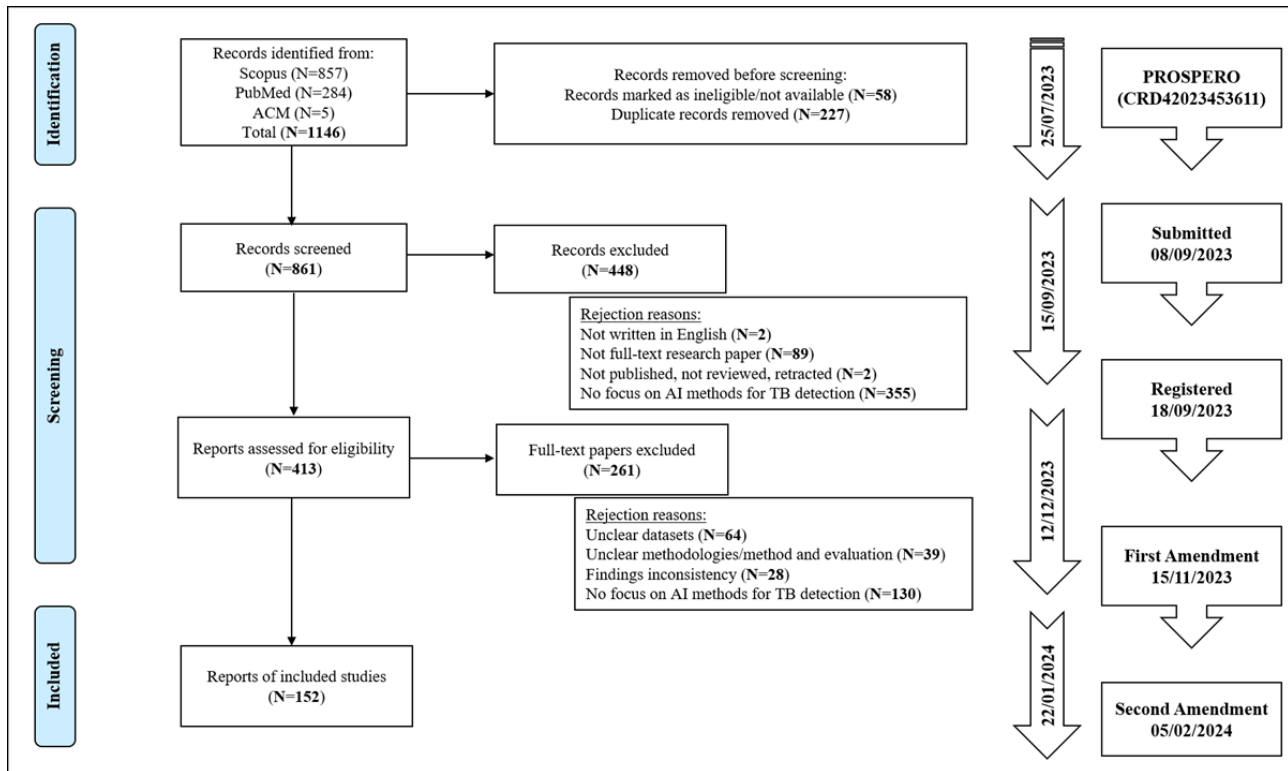 Identification
Records identified from:
Scopus (N=857)
PubMed (N=284)
ACM (N=5)
Total (N=1146)
Records removed before screening:
Records marked as ineligible/not available (N=58)
Duplicate records removed (N=227)
25/07/2023
PROSPERO
(CRD42023453611)
Screening
Records screened
(N=861)
Records excluded
(N=448)
Rejection reasons:
Not written in English (N=2)
Not full-text research paper (N=89)
Not published, not reviewed, retracted (N=2)
No focus on AI methods for TB detection (N=355)
15/09/2023
Submitted
08/09/2023
Registered
18/09/2023
Reports assessed for eligibility
(N=413)
Full-text papers excluded
(N=261)
Rejection reasons:
Unclear datasets (N=64)
Unclear methodologies/method and evaluation (N=39)
Findings inconsistency (N=28)
No focus on AI methods for TB detection (N=130)
12/12/2023
First Amendment
15/11/2023
Included
Reports of included studies
(N=152)
22/01/2024
Second Amendment
05/02/2024